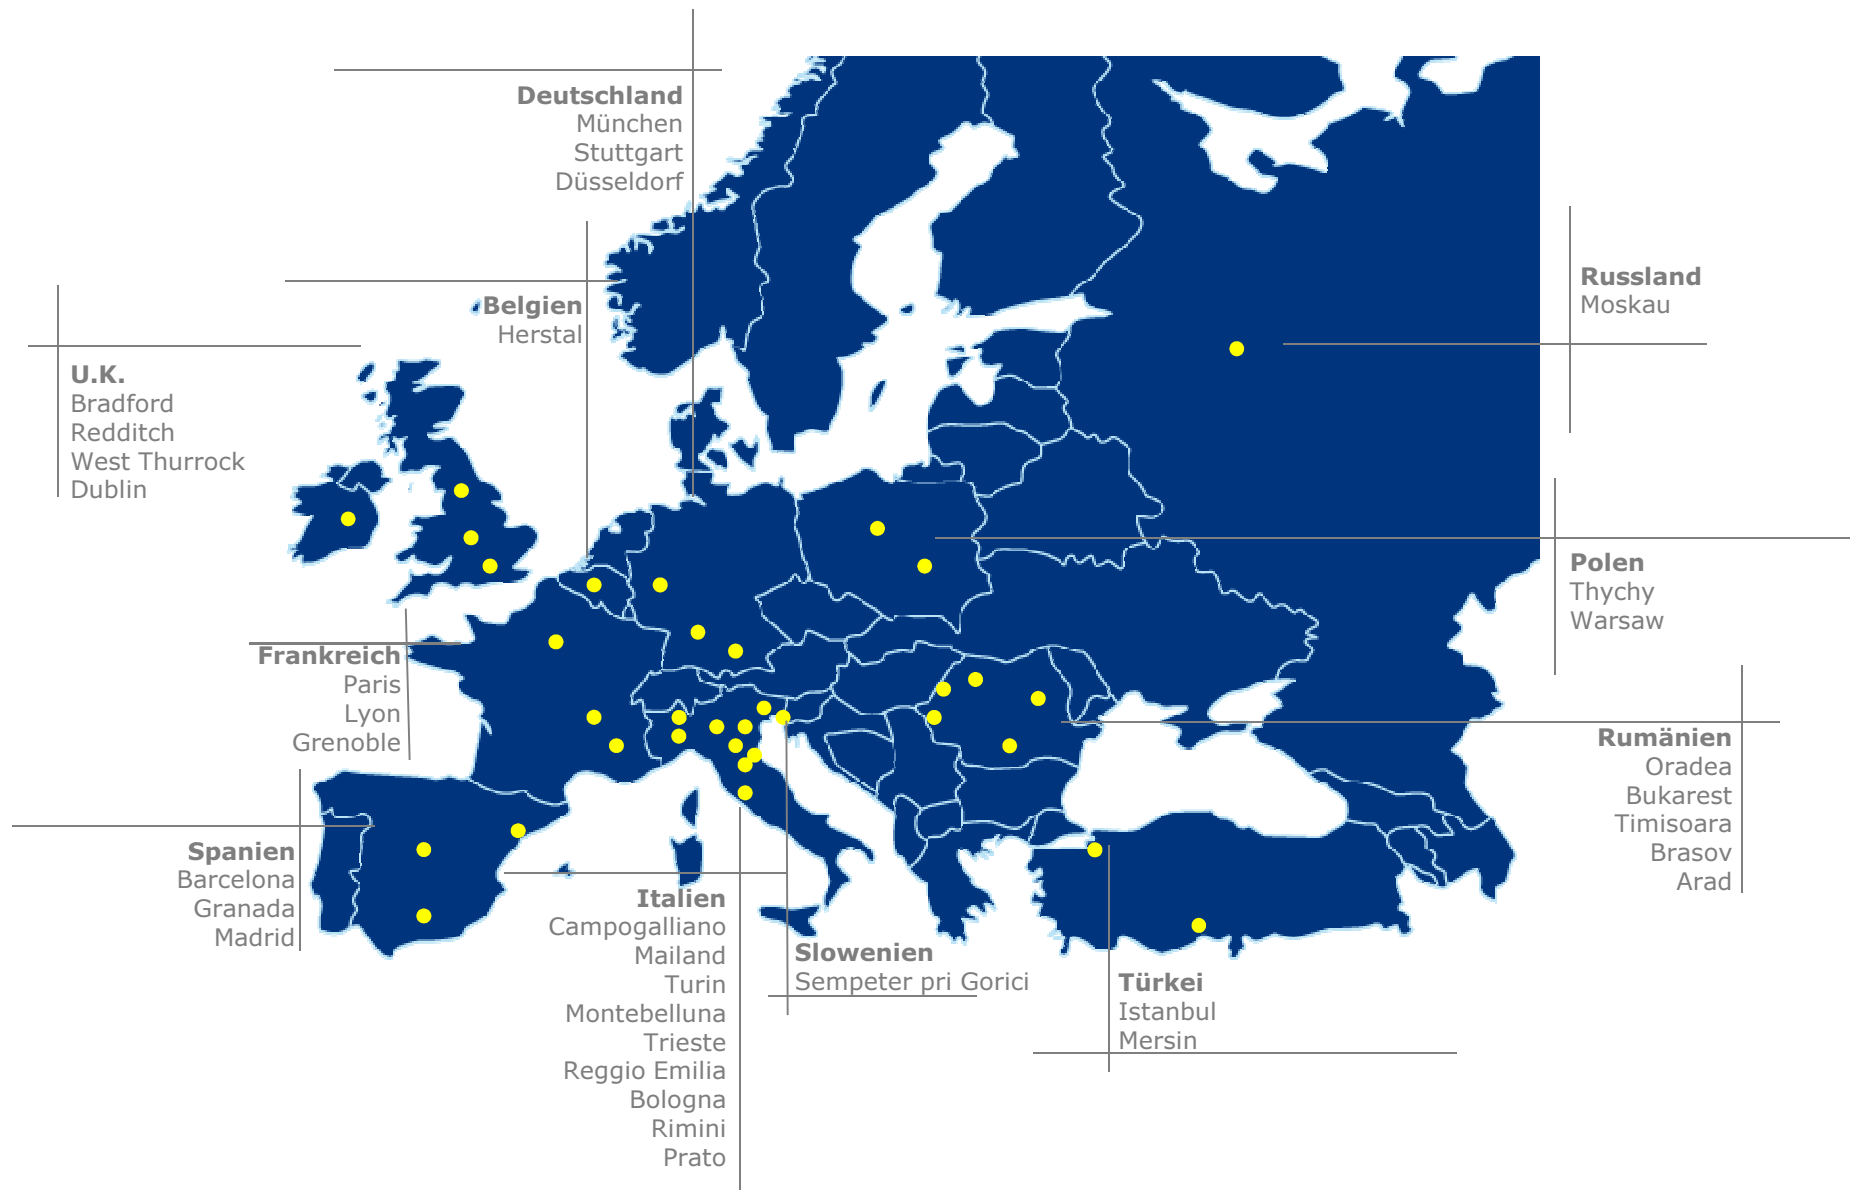 Deutschland
München
Stuttgart
Düsseldorf
Belgien
Herstal
Russland
Moskau
U.K.
Bradford
Redditch
West Thurrock
Dublin
Polen
Thychy
Warsaw
Frankreich
Paris
Lyon
Grenoble
Rumänien
Oradea
Bukarest
Timisoara
Brasov
Arad
Spanien
Barcelona
Granada
Madrid
Italien
Campogalliano
Mailand
Turin
Montebelluna
Trieste
Reggio Emilia
Bologna
Rimini
Prato
Slowenien
Sempeter pri Gorici
Türkei
Istanbul
Mersin